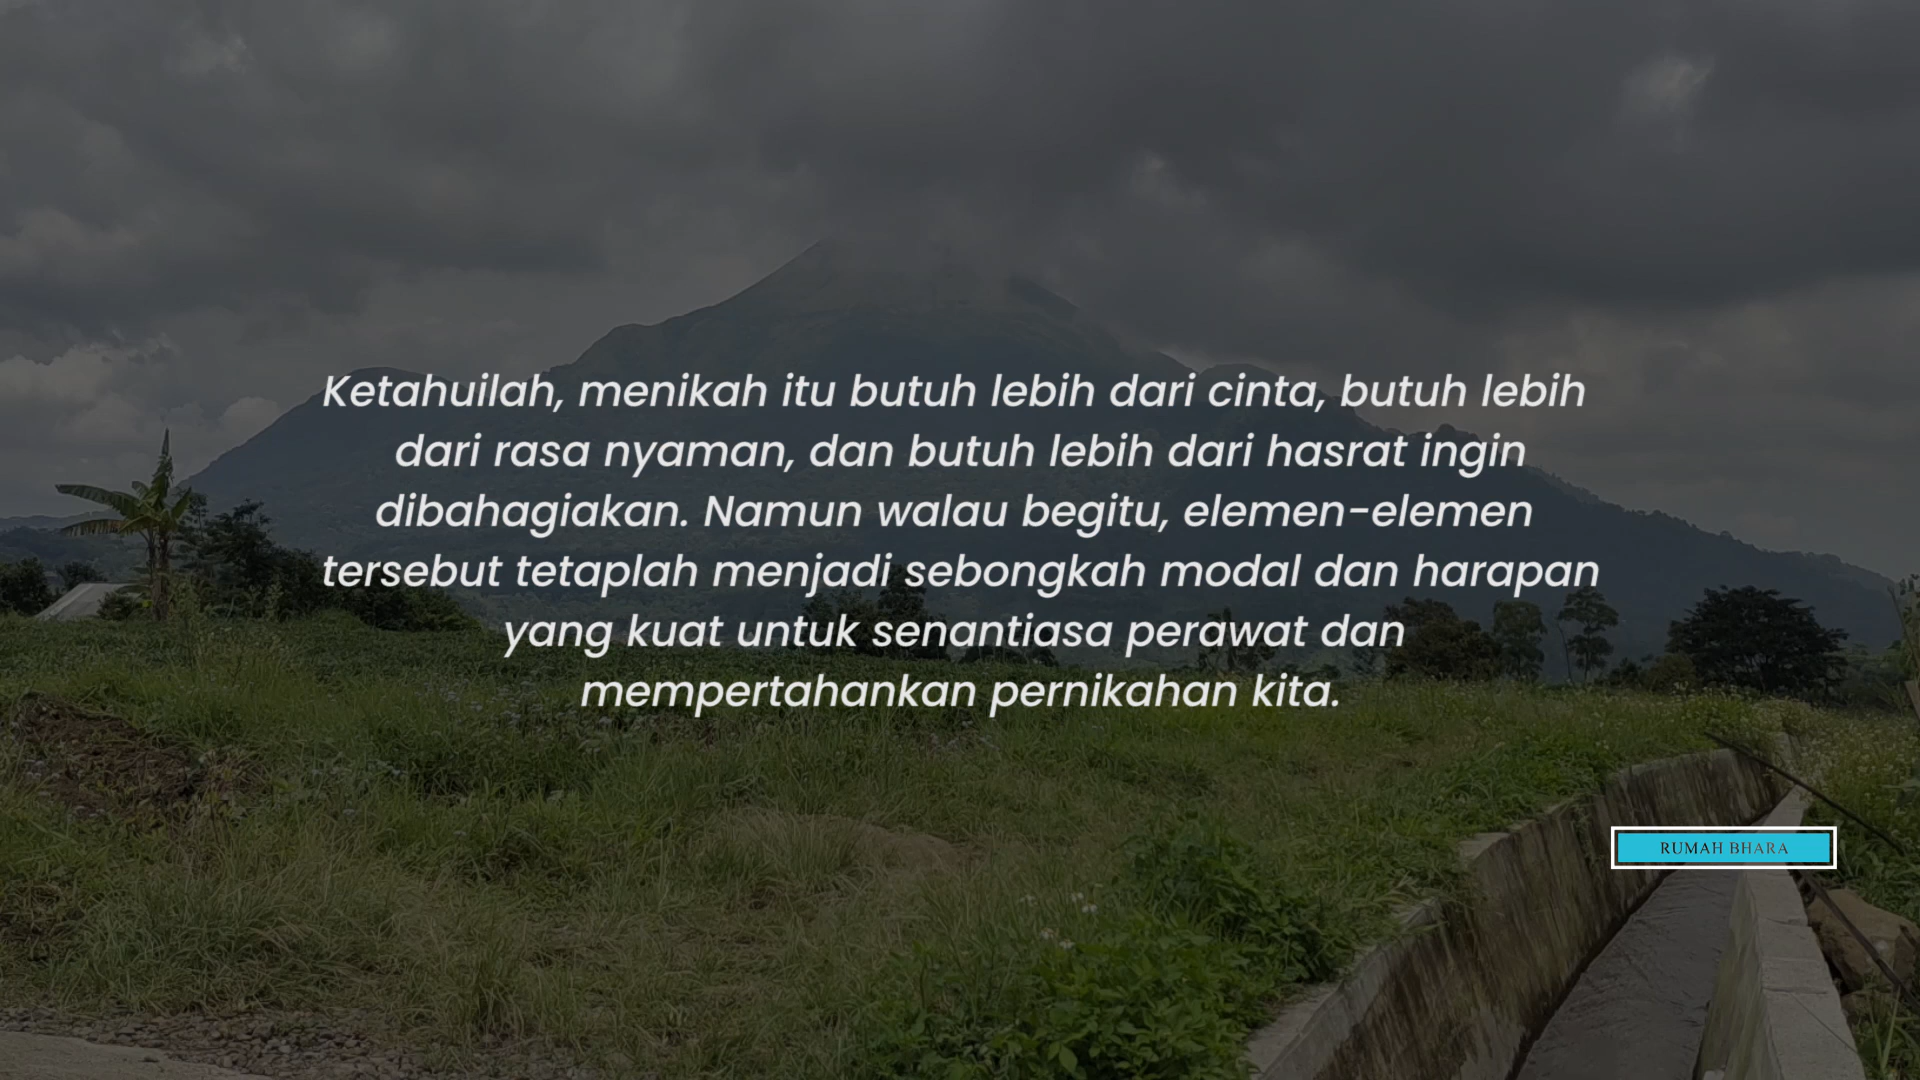 Ketahuilah, menikah itu butuh lebih dari cinta, butuh lebih
dari rasa nyaman, dan butuh lebih dari hasrat ingin
dibahagiakan. Namun walau begitu, elemen-elemen
tersebut tetaplah menjadi sebongkah modal dan harapan
yang kuat untuk senantiasa perawat dan
mempertahankan pernikahan kita.
RUMAH BHARA